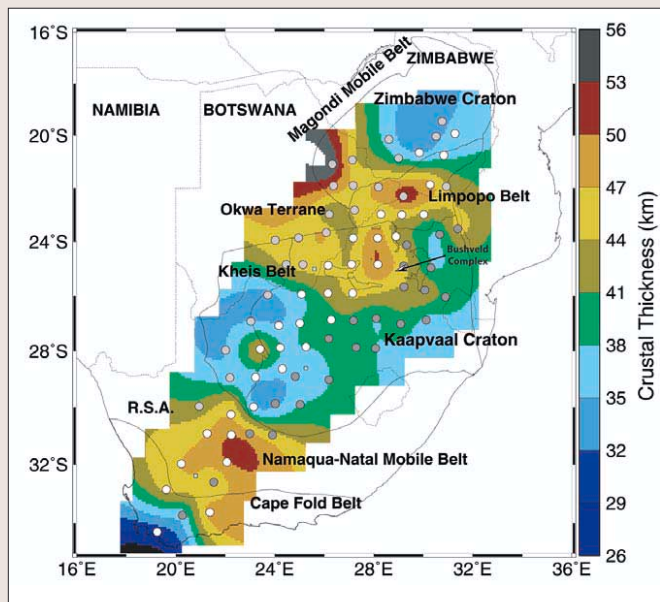 16°S
20°S
24°S
28°S
32°S
NAMIBIA
BOTSWANA
Magondi Mobile Belt
ZIMBABWE
Zimbabwe Craton
Okwa Terrane
Limpopo Belt
Bushveld
Complex
Kheis Belt
Kaapvaal Craton
R.S.A.
Namaqua-Natal Mobile Belt
Cape Fold Belt
16°E
20°E
24°E
28°E
32°E
36°E
56
53
50
47
44
41
38
35
32
29
26
Crustal Thickness (km)